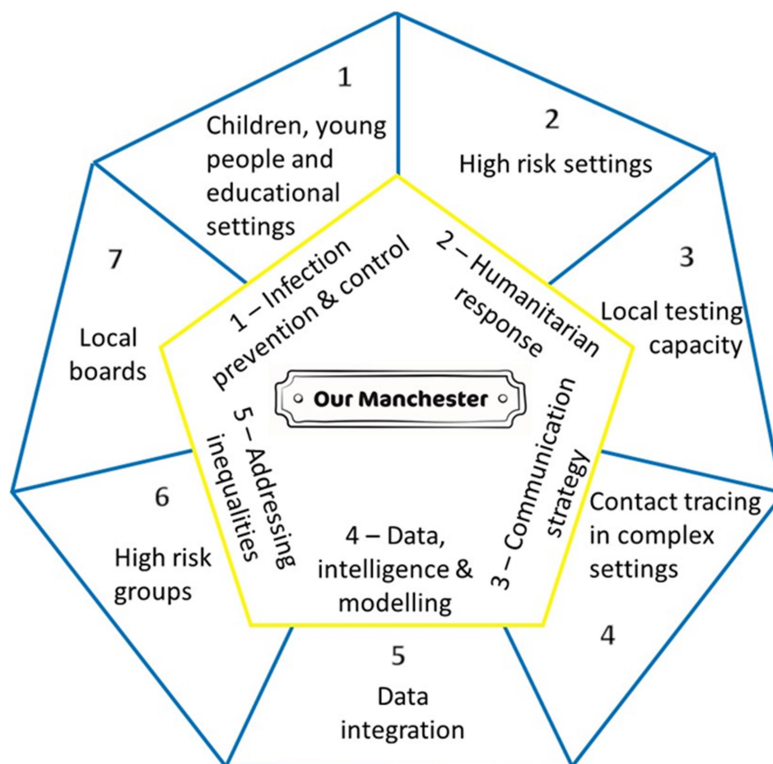 1
Children, young
people and
educational
settings
2
High risk settings
3
Local testing
capacity
Contact tracing
in complex
settings
4
5
Data
integration
6
High risk
groups
7
Local
boards
1 – Infection
prevention & control
2 – Humanitarian
response
3 – Communication
strategy
4 – Data,
intelligence &
modelling
5 – Addressing
inequalities
Our Manchester